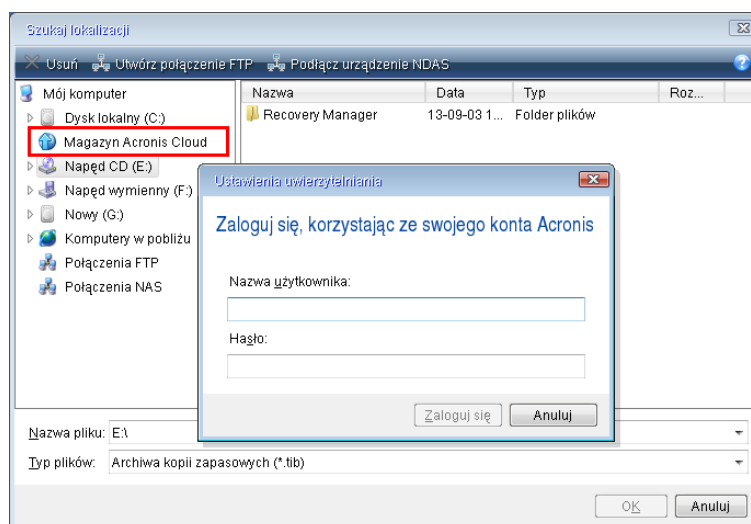 Szukaj lokalizacji
Usuń Utwórz połączenie FTP Podłącz urządzenie NDAS
Mój komputer
Dysk lokalny (C:)
Magazyn Acronis Cloud
Napęd CD (E:)
Napęd wymienny (F:)
Nowy (G:)
Komputery w pobliżu
Połączenia FTP
Połączenia NAS
Nazwa Data Typ Roz...
Recovery Manager 13-09-03 1... Folder plików
Ustawienia uwierzytelniania
Zaloguj się, korzystając ze swojego konta Acronis
Nazwa użytkownika:
Hasło:
Zaloguj się Anuluj
Nazwa pliku: E:\
Typ plików: Archiwa kopii zapasowych (*.tib)
OK Anuluj